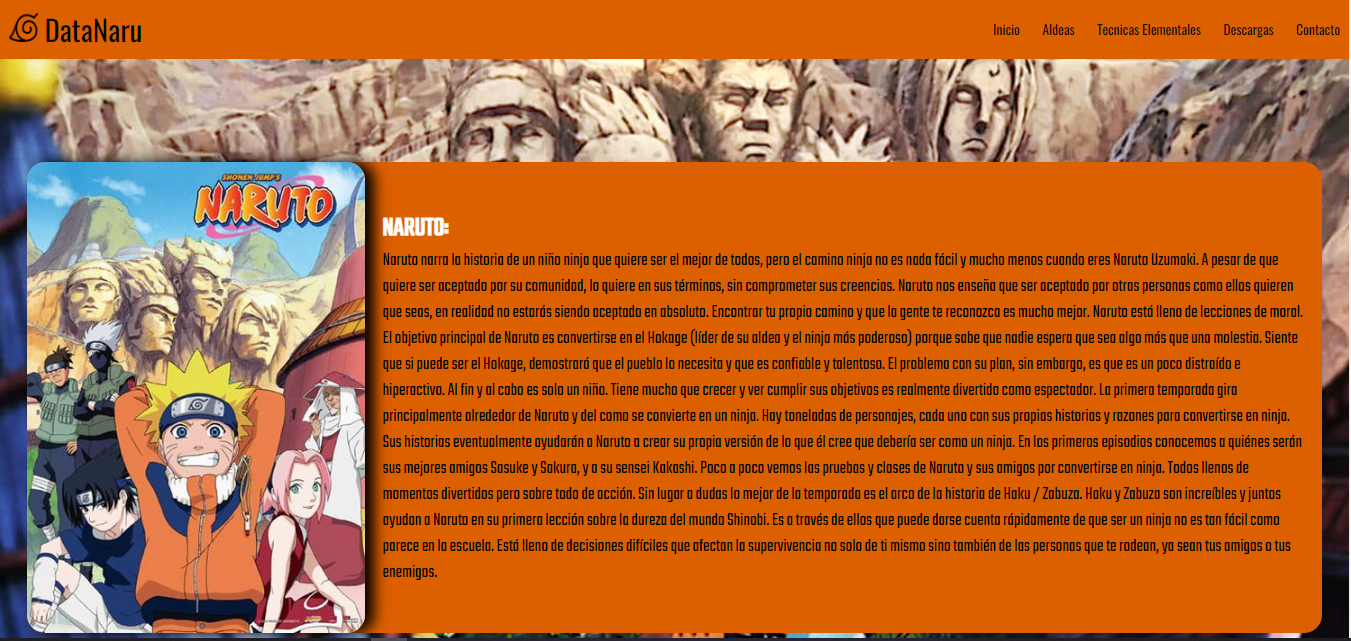 DataNaru
Inicio
Aldeas
Tecnicas Elementales
Descargas
Contacto
SHONEN JUMP'S
NARUTO
NARUTO:
Naruto narra la historia de un niño ninja que quiere ser el mejor de todos, pero el camino ninja no es nada fácil y mucho menos cuando eres Naruto Uzumaki. A pesar de que
quiere ser aceptado por su comunidad, lo quiere en sus términos, sin comprometer sus creencias. Naruto nos enseña que ser aceptado por otras personas como ellos quieren
que seas, en realidad no estarás siendo aceptado en absoluto. Encontrar tu propio camino y que la gente te reconozca es mucho mejor. Naruto está lleno de lecciones de moral.
El objetivo principal de Naruto es convertirse en el Hokage (líder de su aldea y el ninja más poderoso) porque sabe que nadie espera que sea algo más que una molestia. Siente
que si puede ser el Hokage, demostrará que el pueblo lo necesita y que es confiable y talentoso. El problema con su plan, sin embargo, es que es un poco distraído e
hiperactivo. Al fin y al cabo es solo un niño. Tiene mucho que crecer y ver cumplir sus objetivos es realmente divertido como espectador. La primera temporada gira
principalmente alrededor de Naruto y del como se convierte en un ninja. Hay toneladas de personajes, cada uno con sus propias historias y razones para convertirse en ninja.
Sus historias eventualmente ayudarán a Naruto a crear su propia versión de lo que él cree que debería ser como un ninja. En los primeros episodios conocemos a quiénes serán
sus mejores amigos Sasuke y Sakura, y a su sensei Kakashi. Poco a poco vemos las pruebas y clases de Naruto y sus amigos por convertirse en ninja. Todos llenos de
momentos divertidos pero sobre todo de acción. Sin lugar a dudas lo mejor de la temporada es el arco de la historia de Haku / Zabuza. Haku y Zabuza son increíbles y juntos
ayudan a Naruto en su primera lección sobre la dureza del mundo Shinobi. Es a través de ellos que puede darse cuenta rápidamente de que ser un ninja no es tan fácil como
parece en la escuela. Está lleno de decisiones difíciles que afectan la supervivencia no solo de ti mismo sino también de las personas que te rodean, ya sean tus amigos o tus
enemigos.